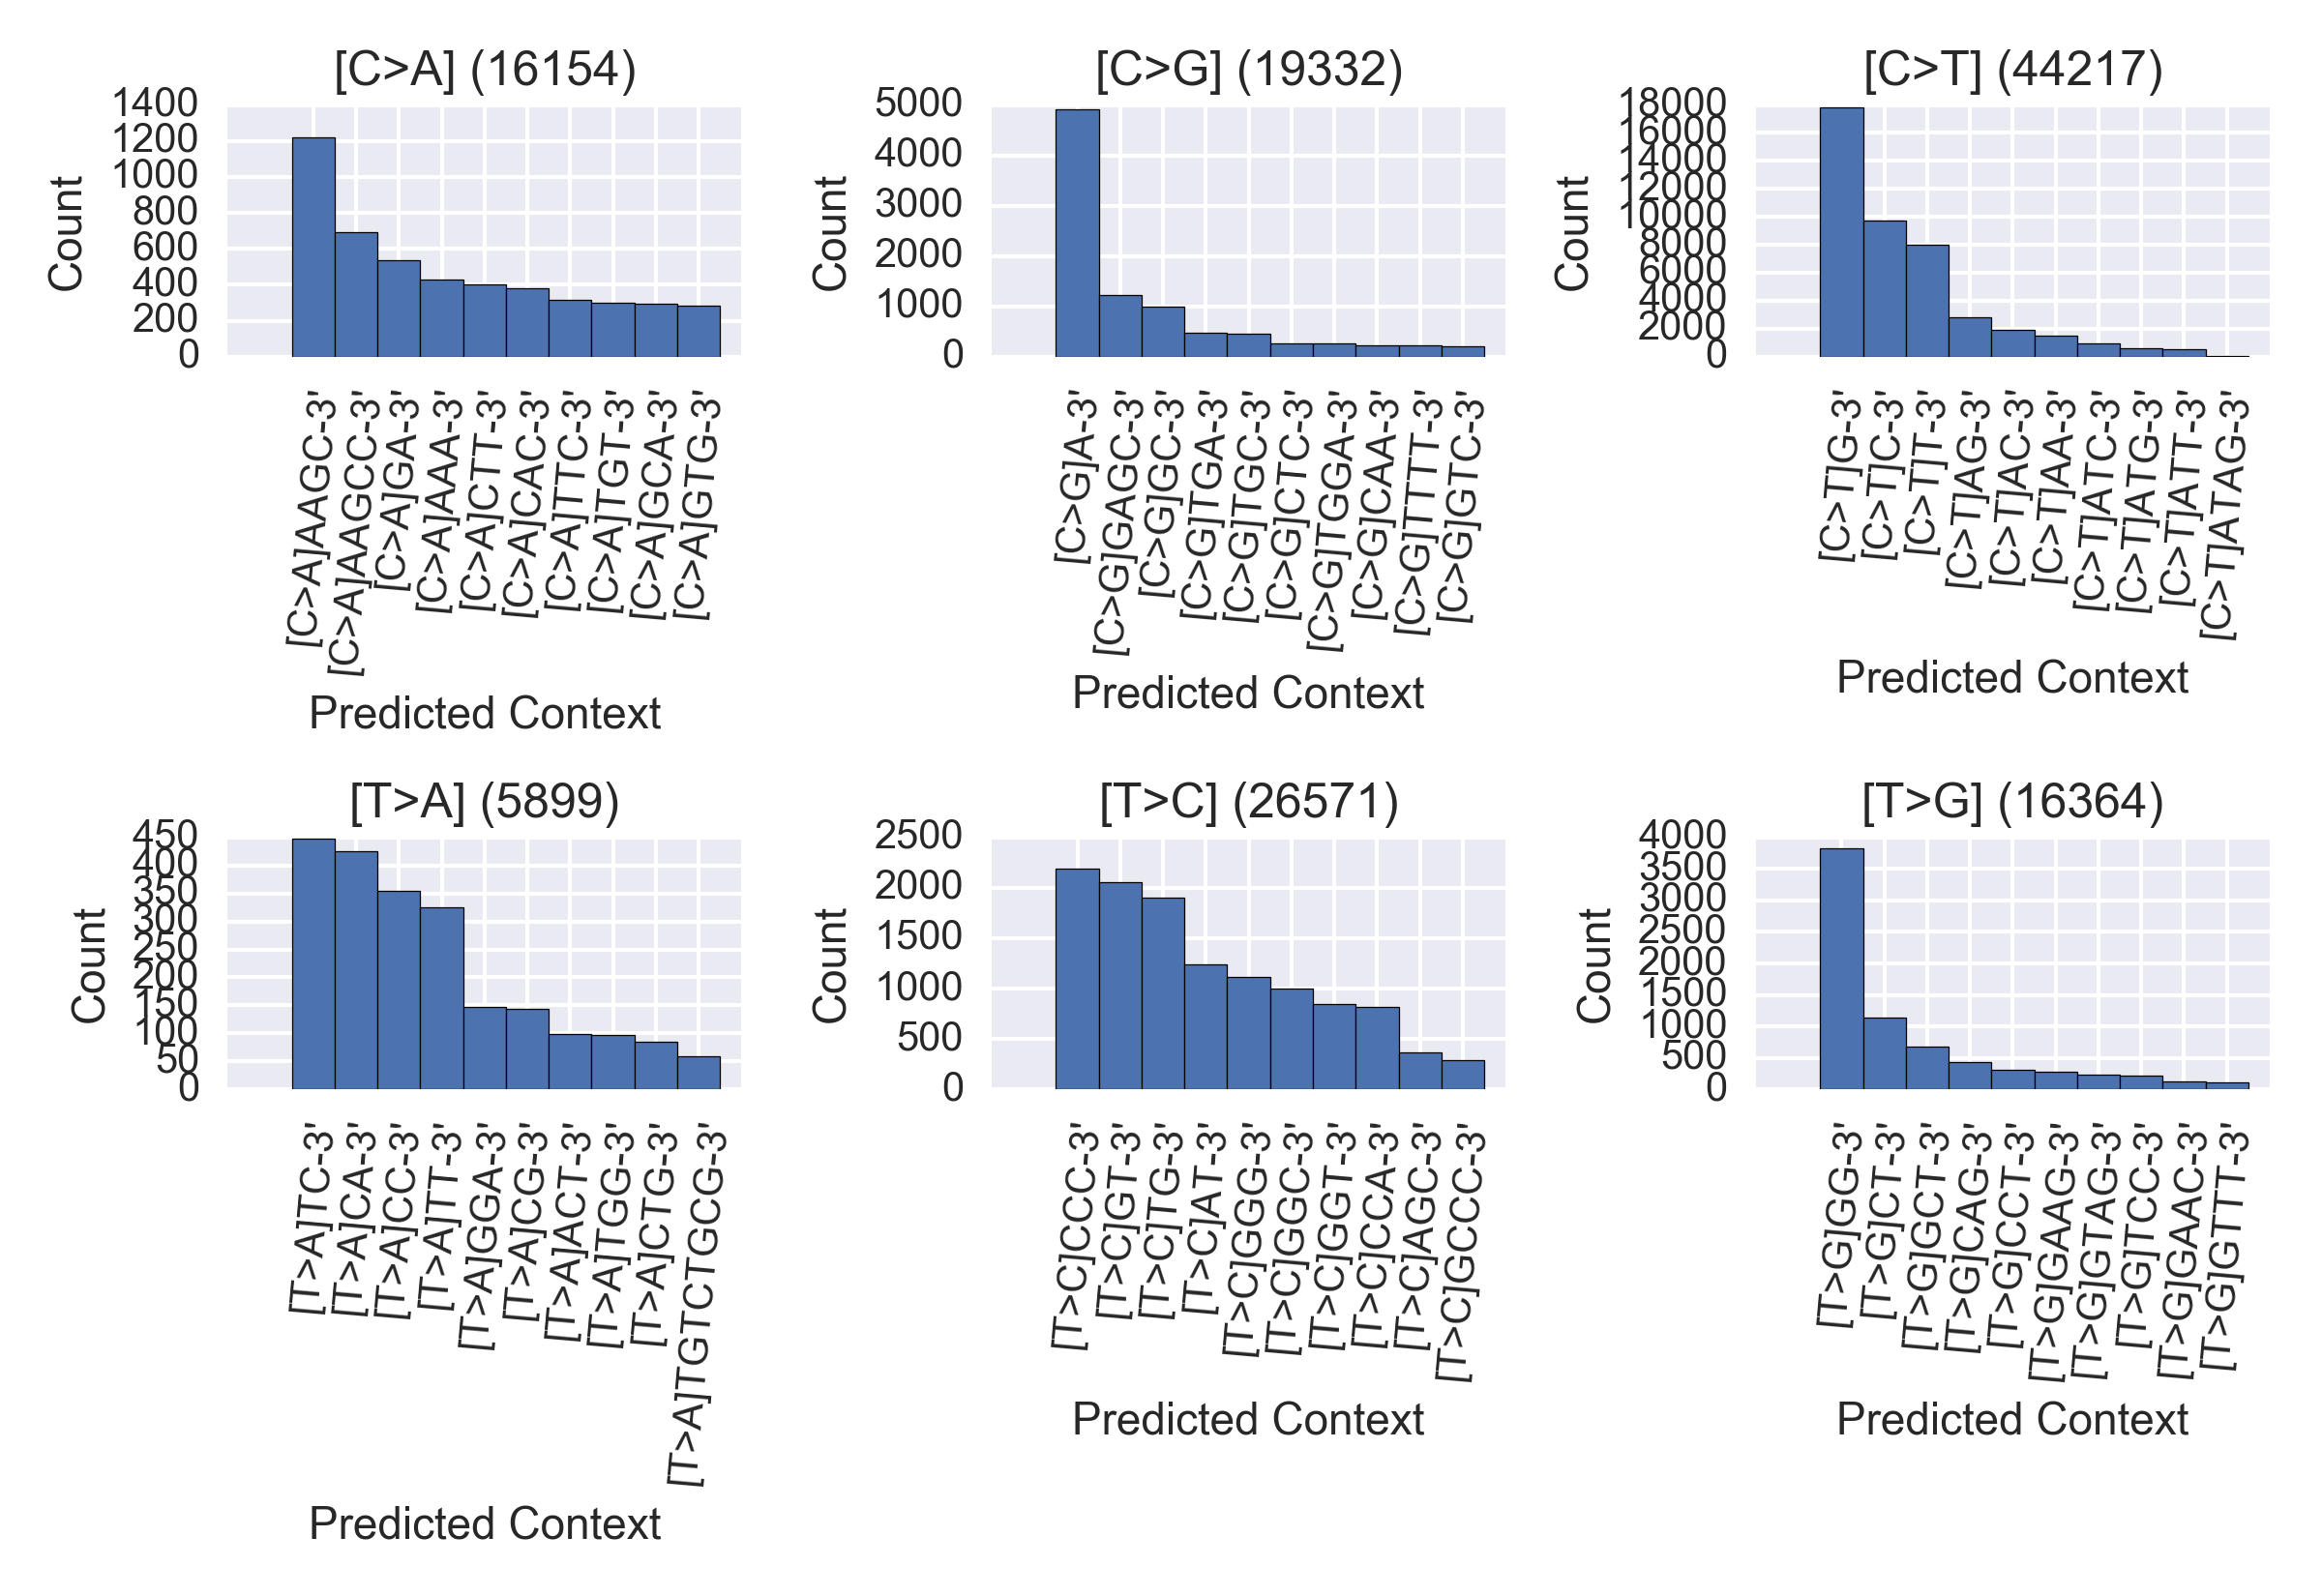 [C>A] (16154)
1400
1200
1000
800
600
400
200
0
Count
[C>A]AAGC-3'
[C>A]AAGCC-3'
[C>A]GA-3'
[C>A]AAA-3'
[C>A]CTT-3'
[C>A]CAC-3'
[C>A]TTC-3'
[C>A]TGT-3'
[C>A]GCA-3'
[C>A]GTG-3'
Predicted Context
[C>G] (19332)
5000
4000
3000
2000
1000
0
Count
[C>G]A-3'
[C>G]GAGC-3'
[C>G]GC-3'
[C>G]TGA-3'
[C>G]TGC-3'
[C>G]CTC-3'
[C>G]TGGA-3'
[C>G]CAA-3'
[C>G]TTTT-3'
[C>G]GTC-3'
Predicted Context
[C>T] (44217)
18000
16000
14000
12000
10000
8000
6000
4000
2000
0
Count
[C>T]G-3'
[C>T]C-3'
[C>T]T-3'
[C>T]AG-3'
[C>T]AC-3'
[C>T]AA-3'
[C>T]ATC-3'
[C>T]ATG-3'
[C>T]ATT-3'
[C>T]ATAG-3'
Predicted Context
[T>A] (5899)
450
400
350
300
250
200
150
100
50
0
Count
[T>A]TC-3'
[T>A]CA-3'
[T>A]CC-3'
[T>A]TT-3'
[T>A]GGA-3'
[T>A]CG-3'
[T>A]ACT-3'
[T>A]TGG-3'
[T>A]CTG-3'
[T>A]TGTCTGCG-3'
Predicted Context
[T>C] (26571)
2500
2000
1500
1000
500
0
Count
[T>C]CCC-3'
[T>C]GT-3'
[T>C]TG-3'
[T>C]AT-3'
[T>C]GGG-3'
[T>C]GGC-3'
[T>C]GGT-3'
[T>C]CCA-3'
[T>C]AGC-3'
[T>C]GCCC-3'
Predicted Context
[T>G] (16364)
4000
3500
3000
2500
2000
1500
1000
500
0
Count
[T>G]GG-3'
[T>G]CT-3'
[T>G]GCT-3'
[T>G]CAG-3'
[T>G]CCT-3'
[T>G]GAAG-3'
[T>G]GTAG-3'
[T>G]TCC-3'
[T>G]GAAC-3'
[T>G]GTTT-3'
Predicted Context